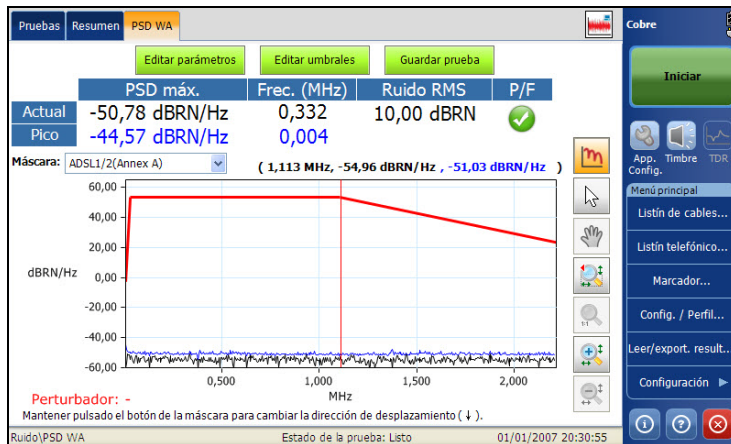 Pruebas Resumen PSD WA
Editar parámetros Editar umbrales Guardar prueba
PSD máx. Frec. (MHz) Ruido RMS P/F
Actual -50,78 dBRN/Hz 0,332 10,00 dBRN
Pico -44,57 dBRN/Hz 0,004
Máscara: ADSL1/2(Annex A) ( 1,113 MHz, -54,96 dBRN/Hz , -51,03 dBRN/Hz )
60,00
40,00
20,00
dBRN/Hz 0,00
-20,00
-40,00
-60,00
0,500 1,000 1,500 2,000
MHz
Perturbador: -
Mantener pulsado el botón de la máscara para cambiar la dirección de desplazamiento ( ↓ ).
Ruido\PSD WA Estado de la prueba: Listo 01/01/2007 20:30:55
Cobre
Iniciar
App. Config. Timbre TDR
Menú principal
Listín de cables...
Listín telefónico...
Marcador...
Config. / Perfil...
Leer/export. result...
Configuración
1:1